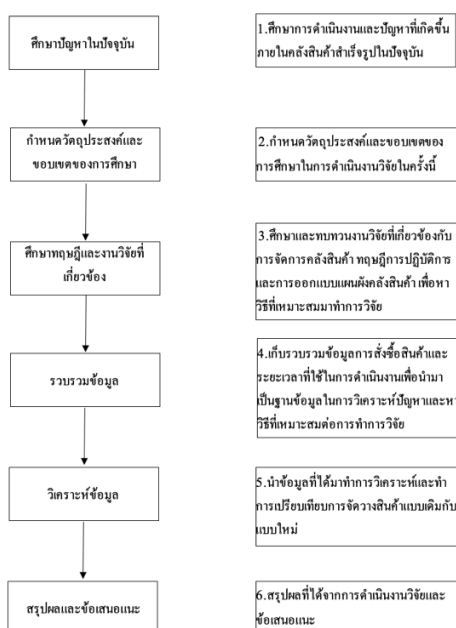 ศึกษาปัญหาในปัจจุบัน
1.ศึกษาการดำเนินงานและปัญหาที่เกิดขึ้น
ภายในคลังสินค้าสำเร็จรูปในปัจจุบัน
กำหนดวัตถุประสงค์และ
ขอบเขตของการศึกษา
2.กำหนดวัตถุประสงค์และขอบเขตของ
การศึกษาในการดำเนินงานวิจัยในครั้งนี้
ศึกษาทฤษฎีและงานวิจัยที่
เกี่ยวข้อง
3.ศึกษาและทบทวนงานวิจัยที่เกี่ยวข้องกับ
การจัดการคลังสินค้า ทฤษฎีการปฏิบัติการ
และการออกแบบแผนผังคลังสินค้า เพื่อหา
วิธีที่เหมาะสมมาทำการวิจัย
รวบรวมข้อมูล
4.เก็บรวบรวมข้อมูลการสั่งซื้อสินค้าและ
ระยะเวลาที่ใช้ในการดำเนินงานเพื่อนำมา
เป็นฐานข้อมูลในการวิเคราะห์ปัญหาและหา
วิธีที่เหมาะสมต่อการทำการวิจัย
วิเคราะห์ข้อมูล
5.นำข้อมูลที่ได้มาทำการวิเคราะห์และทำ
การเปรียบเทียบการจัดวางสินค้าแบบเดิมกับ
แบบใหม่
สรุปผลและข้อเสนอแนะ
6.สรุปผลที่ได้จากการดำเนินงานวิจัยและ
ข้อเสนอแนะ